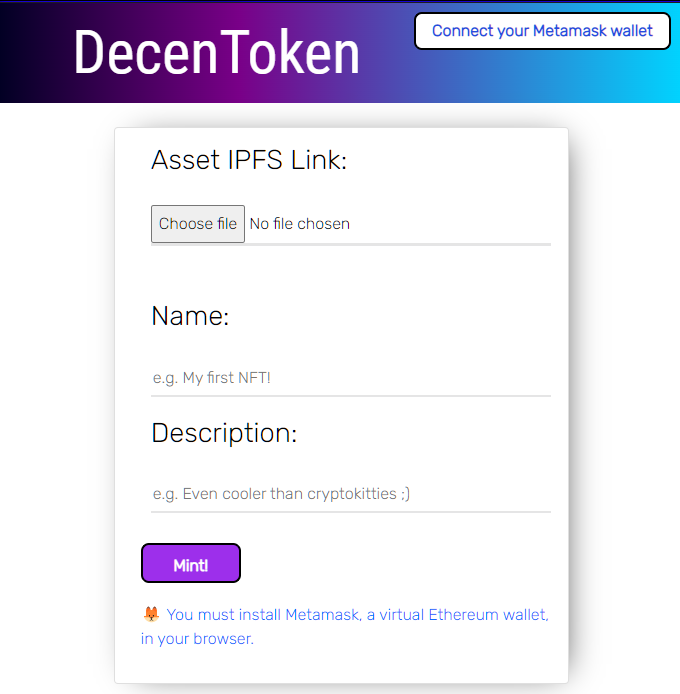 DecenToken
Connect your Metamask wallet
Asset IPFS Link:
Choose file No file chosen
Name:
e.g. My first NFT!
Description:
e.g. Even cooler than cryptokitties ;)
Mint!
🦊 You must install Metamask, a virtual Ethereum wallet,
in your browser.